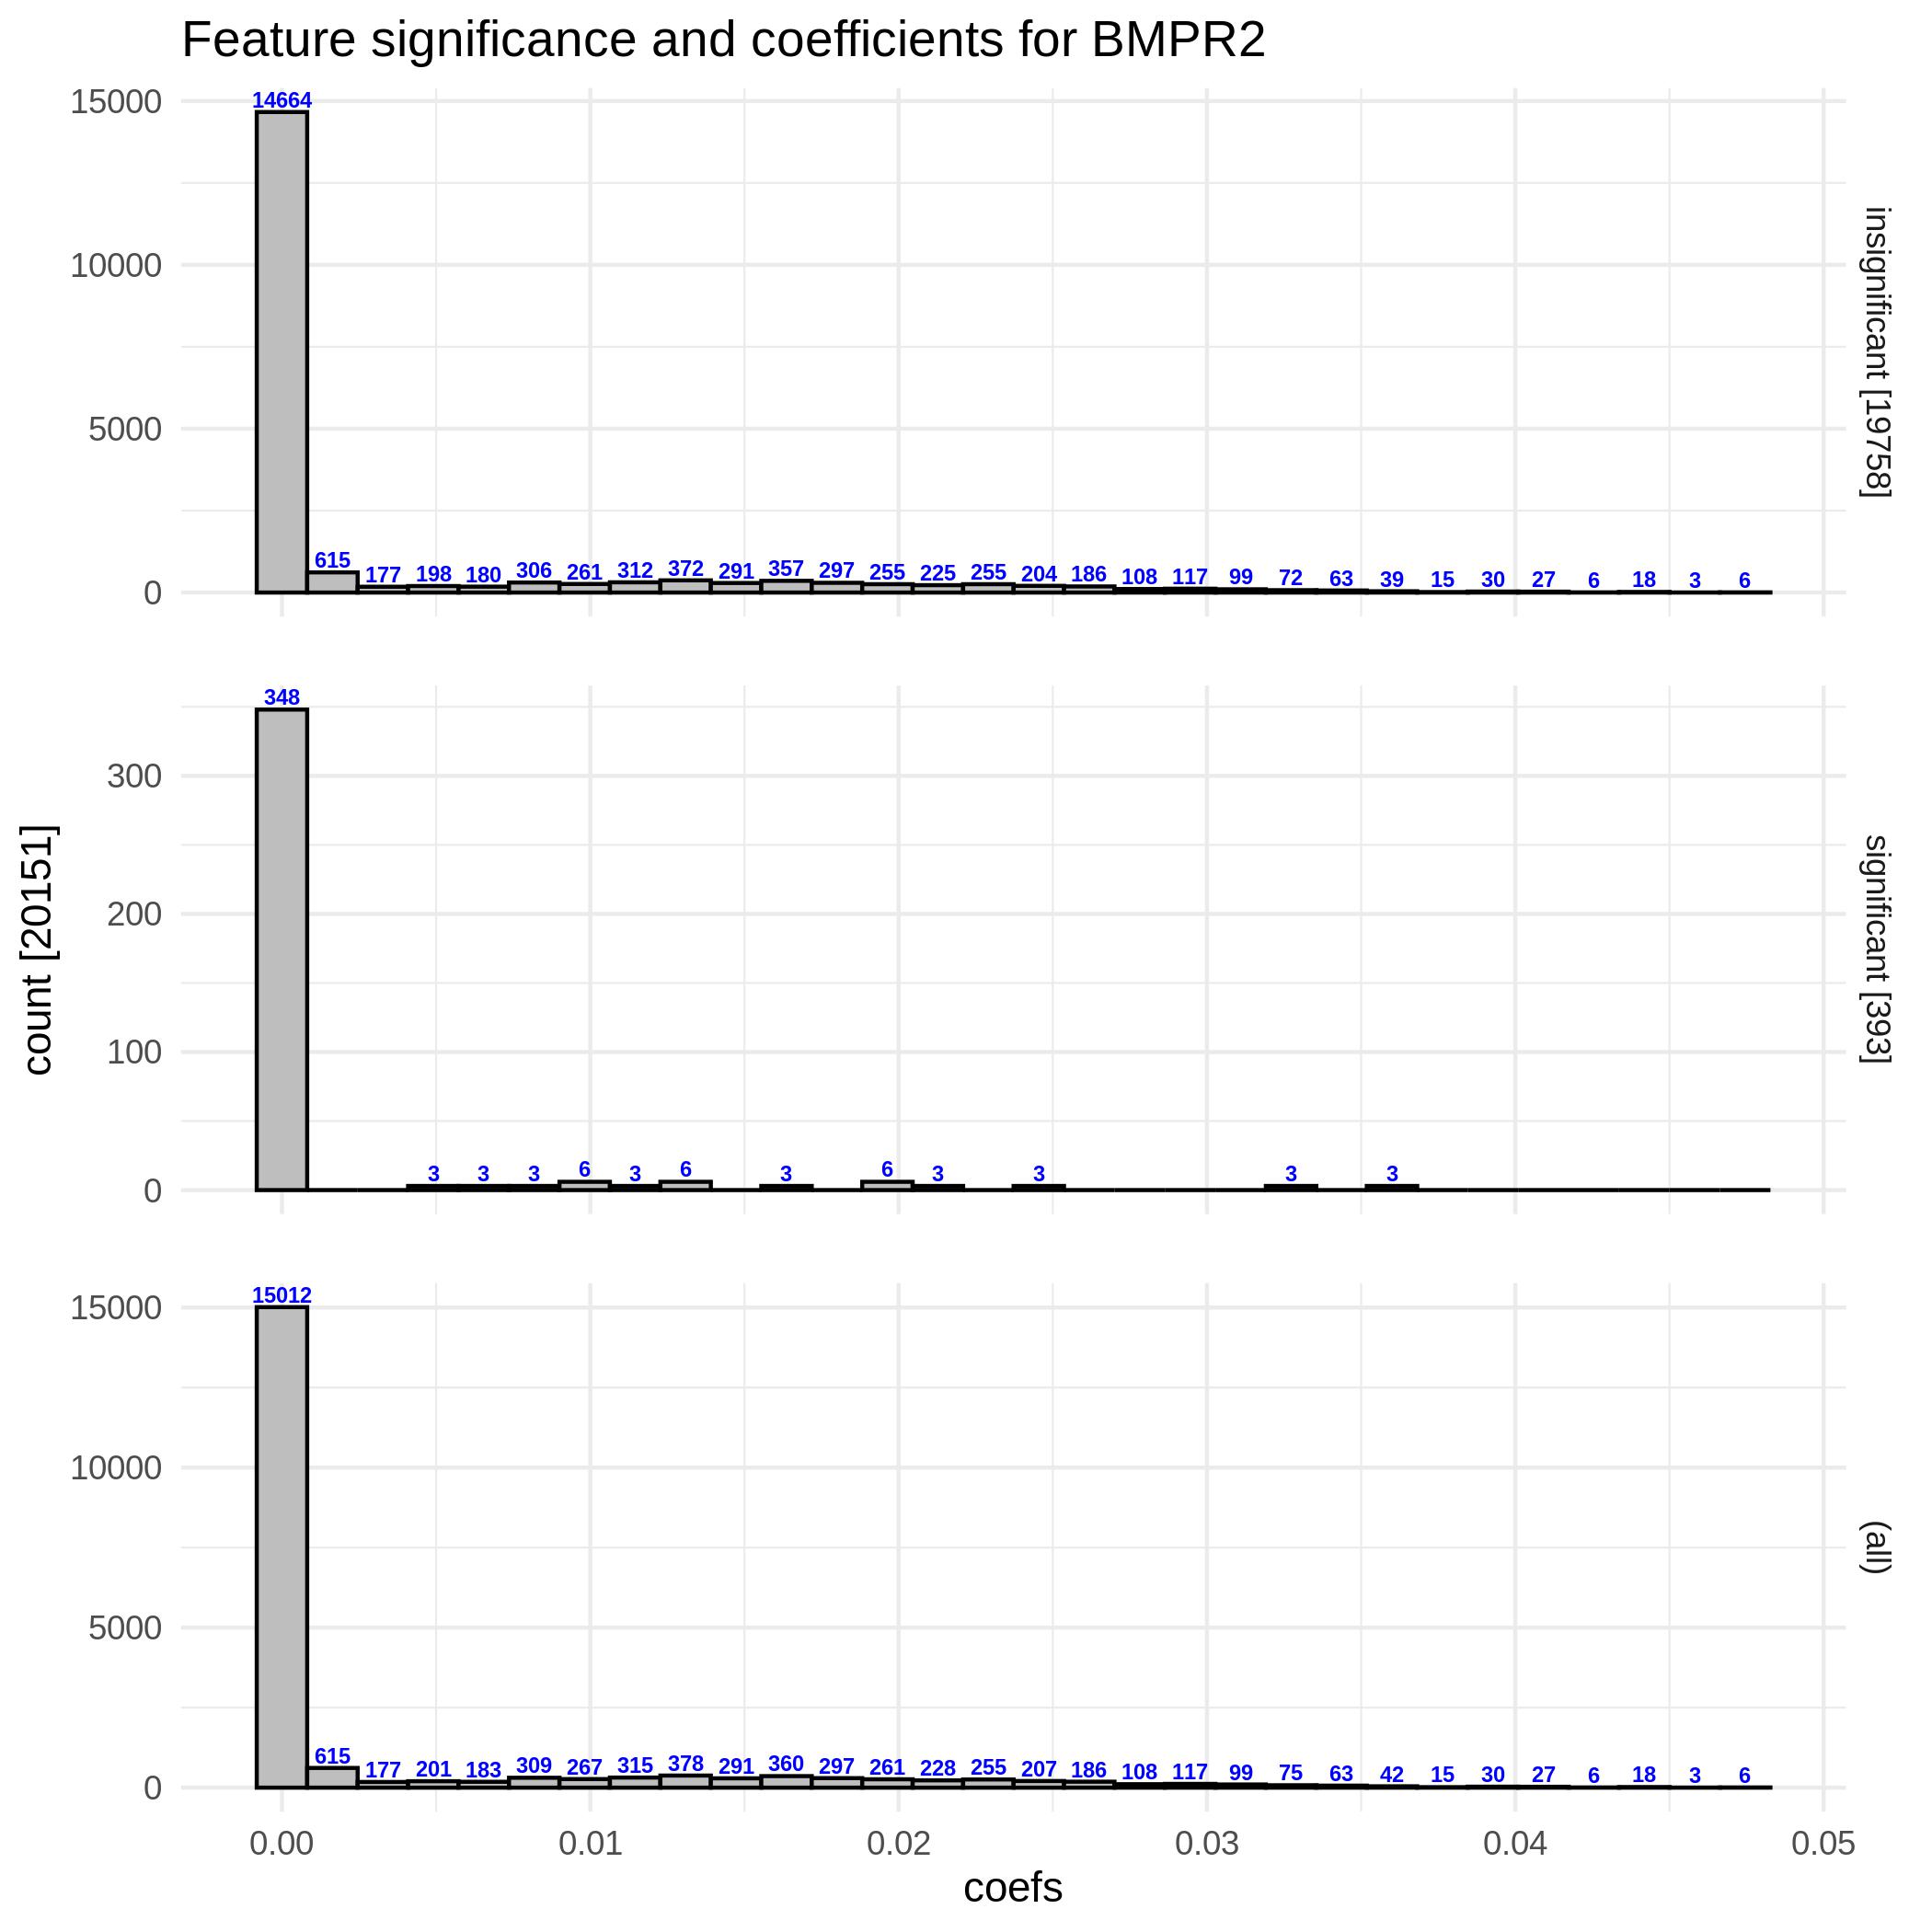 Feature significance and coefficients for BMPR2
15000
10000
5000
0
14664
615 177 198 180 306 261 312 372 291 357 297 255 225 255 204 186 108 117 99 72 63 39 15 30 27 6 18 3 6
insignificant [19758]
count [20151]
300
200
100
0
348
3 3 3 6 3 6 3 6 3 3 3 3
significant [393]
15000
10000
5000
0
15012
615 177 201 183 309 267 315 378 291 360 297 261 228 255 207 186 108 117 99 75 63 42 15 30 27 6 18 3 6
(all)
0.00 0.01 0.02 0.03 0.04 0.05
coefs